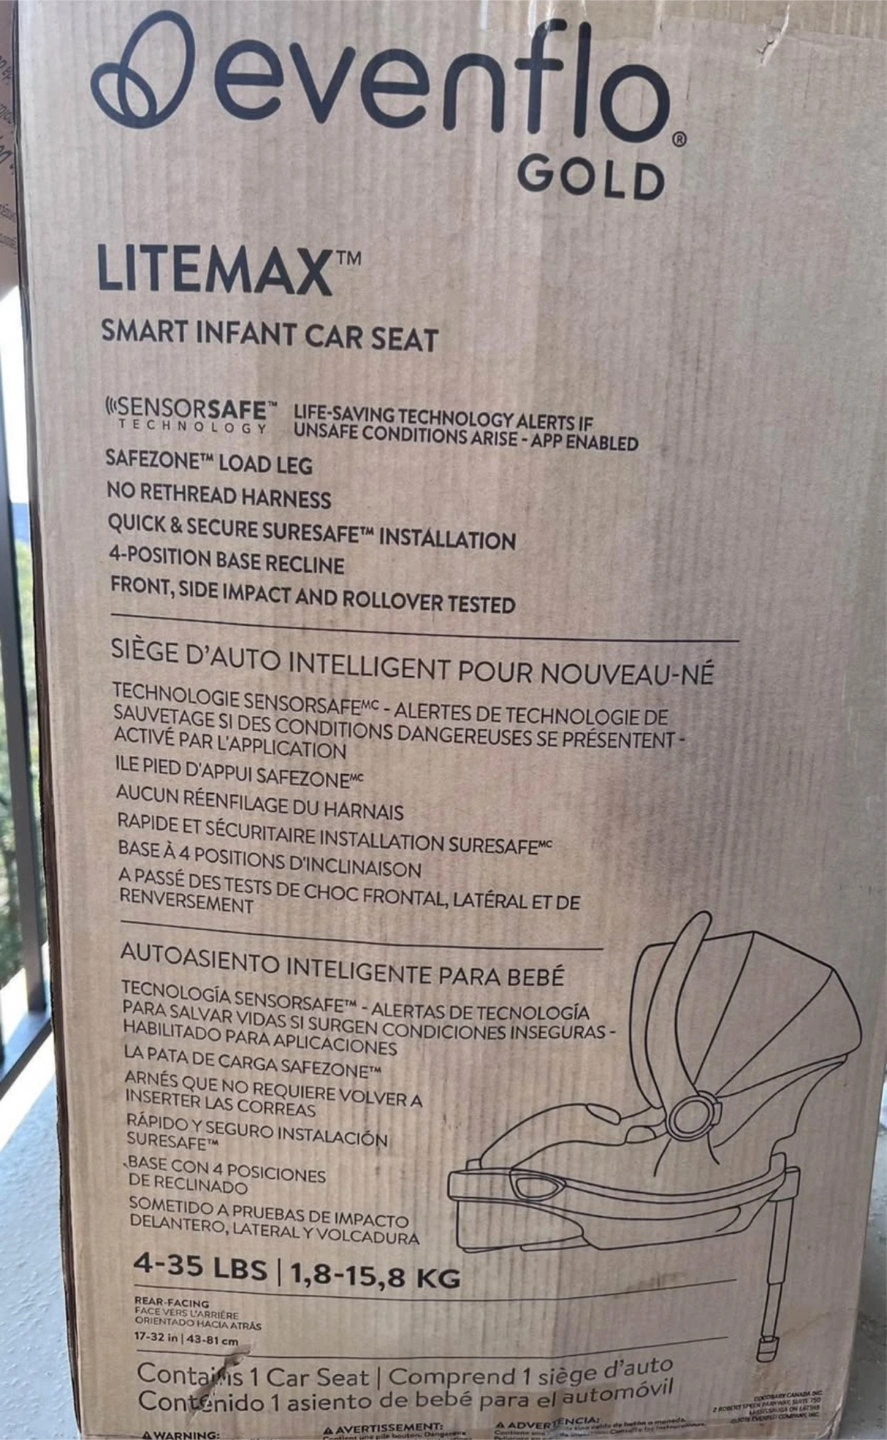 evenflo®
GOLD
LITEMAX™
SMART INFANT CAR SEAT
SENSORSAFE™ LIFE-SAVING TECHNOLOGY ALERTS IF
TECHNOLOGY UNSAFE CONDITIONS ARISE - APP ENABLED
SAFEZONE™ LOAD LEG
NO RETHREAD HARNESS
QUICK & SECURE SURESAFE™ INSTALLATION
4-POSITION BASE RECLINE
FRONT, SIDE IMPACT AND ROLLOVER TESTED
SIÈGE D'AUTO INTELLIGENT POUR NOUVEAU-NÉ
TECHNOLOGIE SENSORSAFEᴹᶜ - ALERTES DE TECHNOLOGIE DE
SAUVETAGE SI DES CONDITIONS DANGEREUSES SE PRÉSENTENT -
ACTIVÉ PAR L'APPLICATION
ILE PIED D'APPUI SAFEZONEᴹᶜ
AUCUN RÉENFILAGE DU HARNAIS
RAPIDE ET SÉCURITAIRE INSTALLATION SURESAFEᴹᶜ
BASE À 4 POSITIONS D'INCLINAISON
A PASSÉ DES TESTS DE CHOC FRONTAL, LATÉRAL ET DE
RENVERSEMENT
AUTOASIENTO INTELIGENTE PARA BEBÉ
TECNOLOGÍA SENSORSAFE™ - ALERTAS DE TECNOLOGÍA
PARA SALVAR VIDAS SI SURGEN CONDICIONES INSEGURAS -
HABILITADO PARA APLICACIONES
LA PATA DE CARGA SAFEZONE™
ARNÉS QUE NO REQUIERE VOLVER A
INSERTER LAS CORREAS
RÁPIDO Y SEGURO INSTALACIÓN
SURESAFE™
BASE CON 4 POSICIONES
DE RECLINADO
SOMETIDO A PRUEBAS DE IMPACTO
DELANTERO, LATERAL Y VOLCADURA
4-35 LBS | 1,8-15,8 KG
REAR-FACING
FACE VERS L'ARRIÈRE
ORIENTADO HACIA ATRÁS
17-32 in | 43-81 cm
Contains 1 Car Seat | Comprend 1 siège d'auto
Contenido 1 asiento de bebé para el automóvil
WARNING: AVERTISSEMENT: ADVERTENCIA: